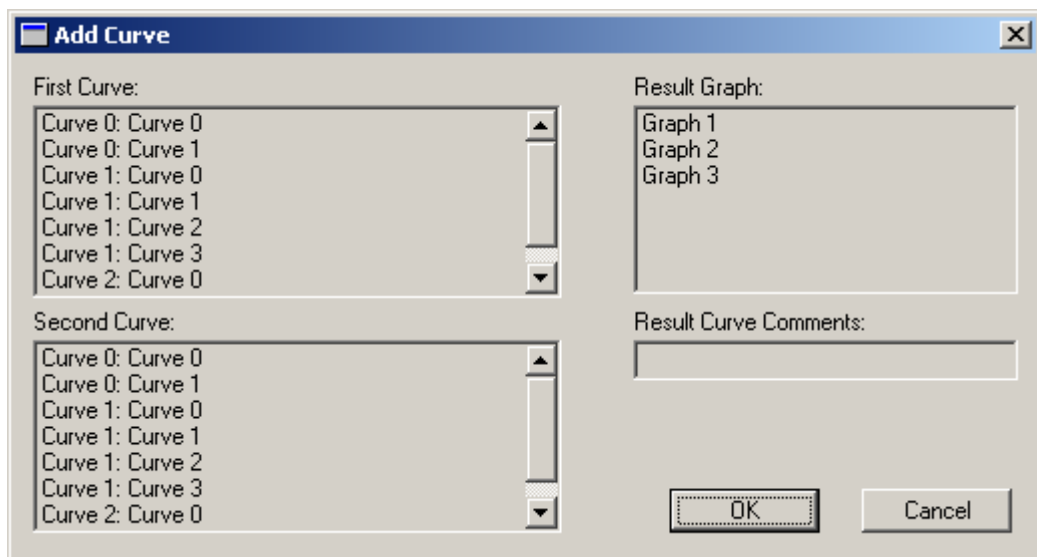 Add Curve
First Curve:
Curve 0: Curve 0
Curve 0: Curve 1
Curve 1: Curve 0
Curve 1: Curve 1
Curve 1: Curve 2
Curve 1: Curve 3
Curve 2: Curve 0
Second Curve:
Curve 0: Curve 0
Curve 0: Curve 1
Curve 1: Curve 0
Curve 1: Curve 1
Curve 1: Curve 2
Curve 1: Curve 3
Curve 2: Curve 0
Result Graph:
Graph 1
Graph 2
Graph 3
Result Curve Comments:
OK
Cancel